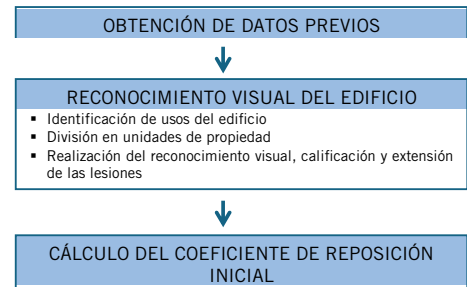 OBTENCIÓN DE DATOS PREVIOS
RECONOCIMIENTO VISUAL DEL EDIFICIO
▪ Identificación de usos del edificio
▪ División en unidades de propiedad
▪ Realización del reconocimiento visual, calificación y extensión
de las lesiones
CÁLCULO DEL COEFICIENTE DE REPOSICIÓN
INICIAL